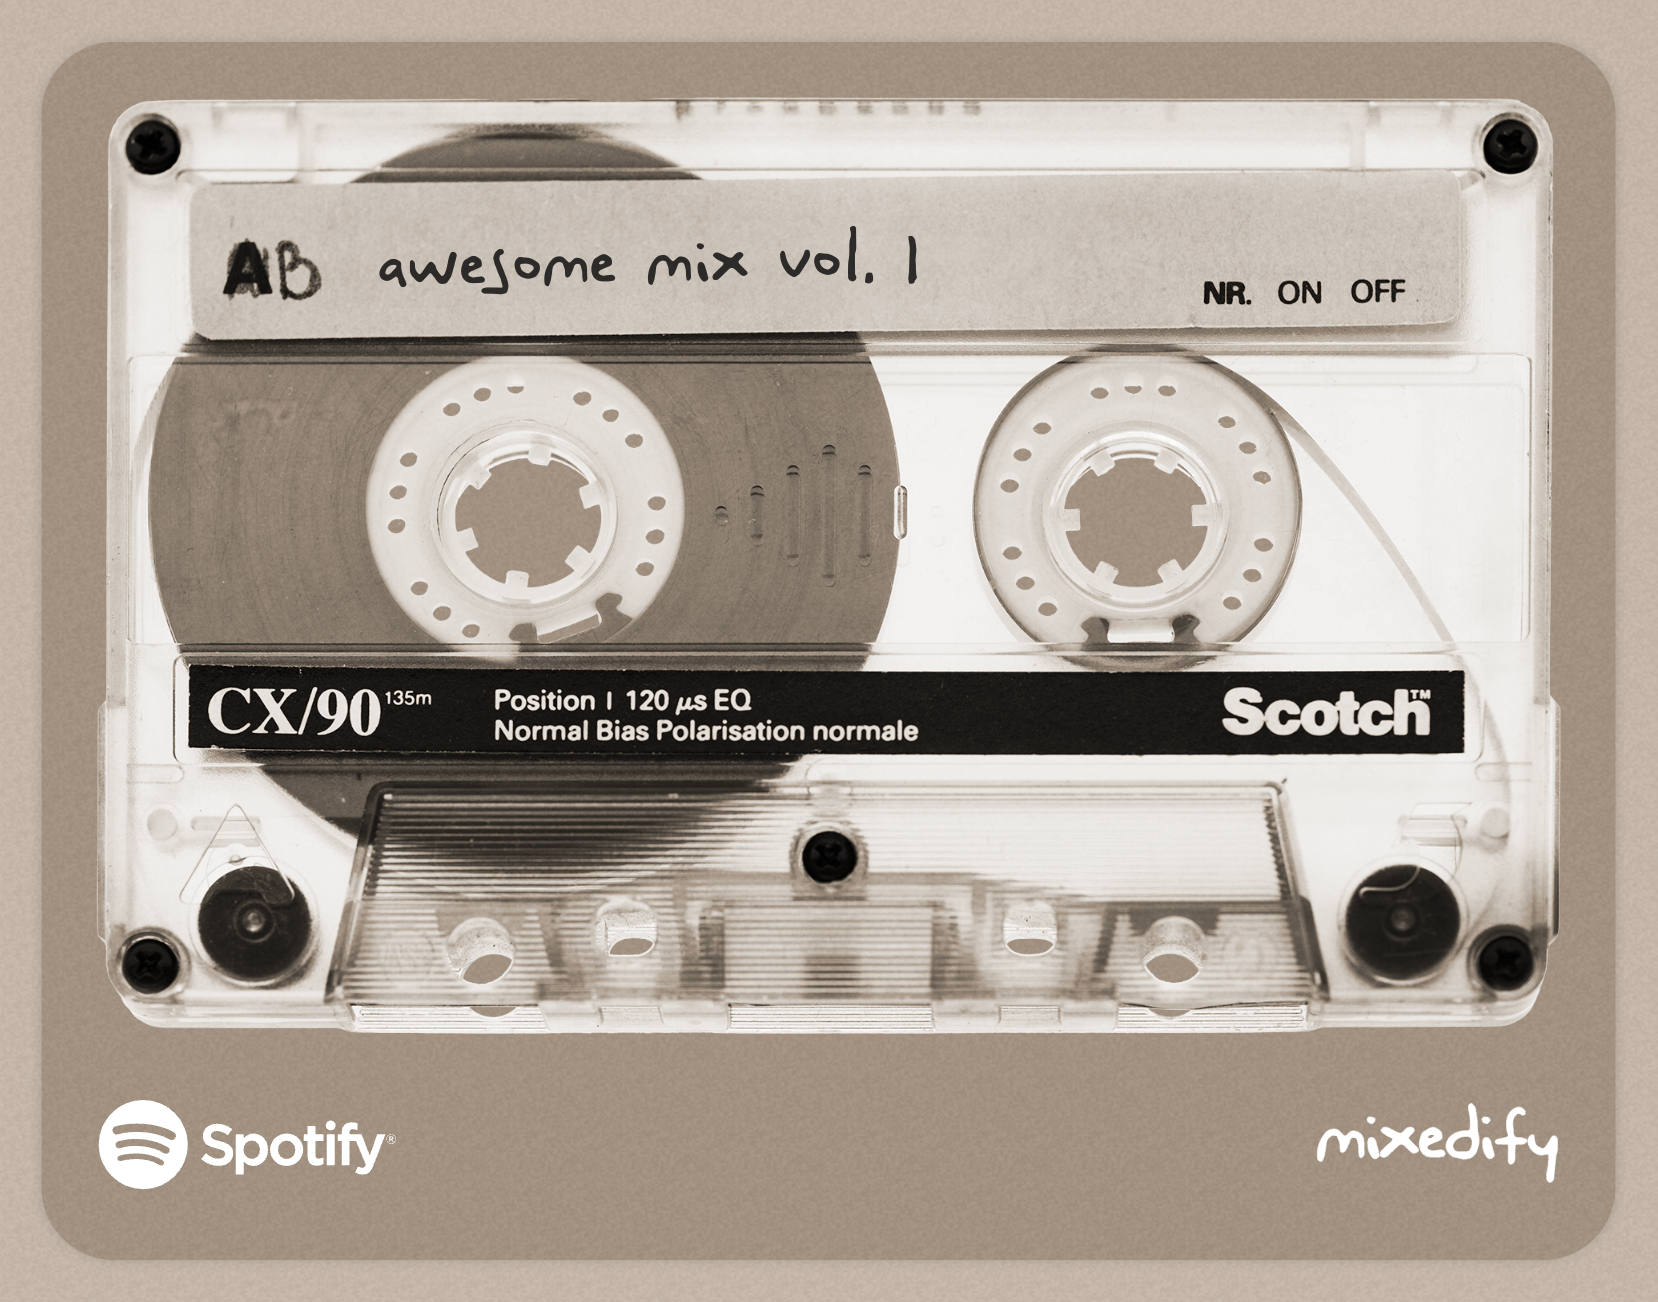 AB awesome mix vol. 1
NR. ON OFF
CX/90 135m
Position I 120 µs EQ
Normal Bias Polarisation normale
Scotch™
Spotify®
mixedify